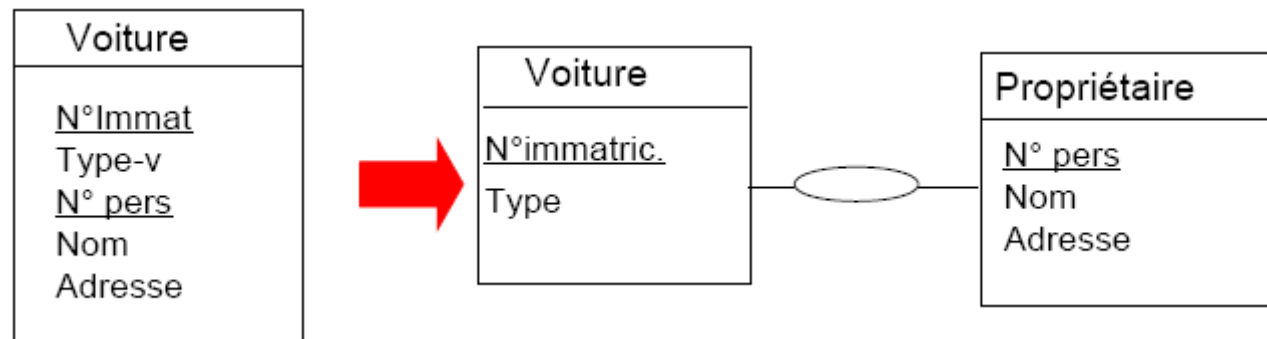 Voiture
N°Immat
Type-v
N° pers
Nom
Adresse
Voiture
N°immatric.
Type
Propriétaire
N° pers
Nom
Adresse